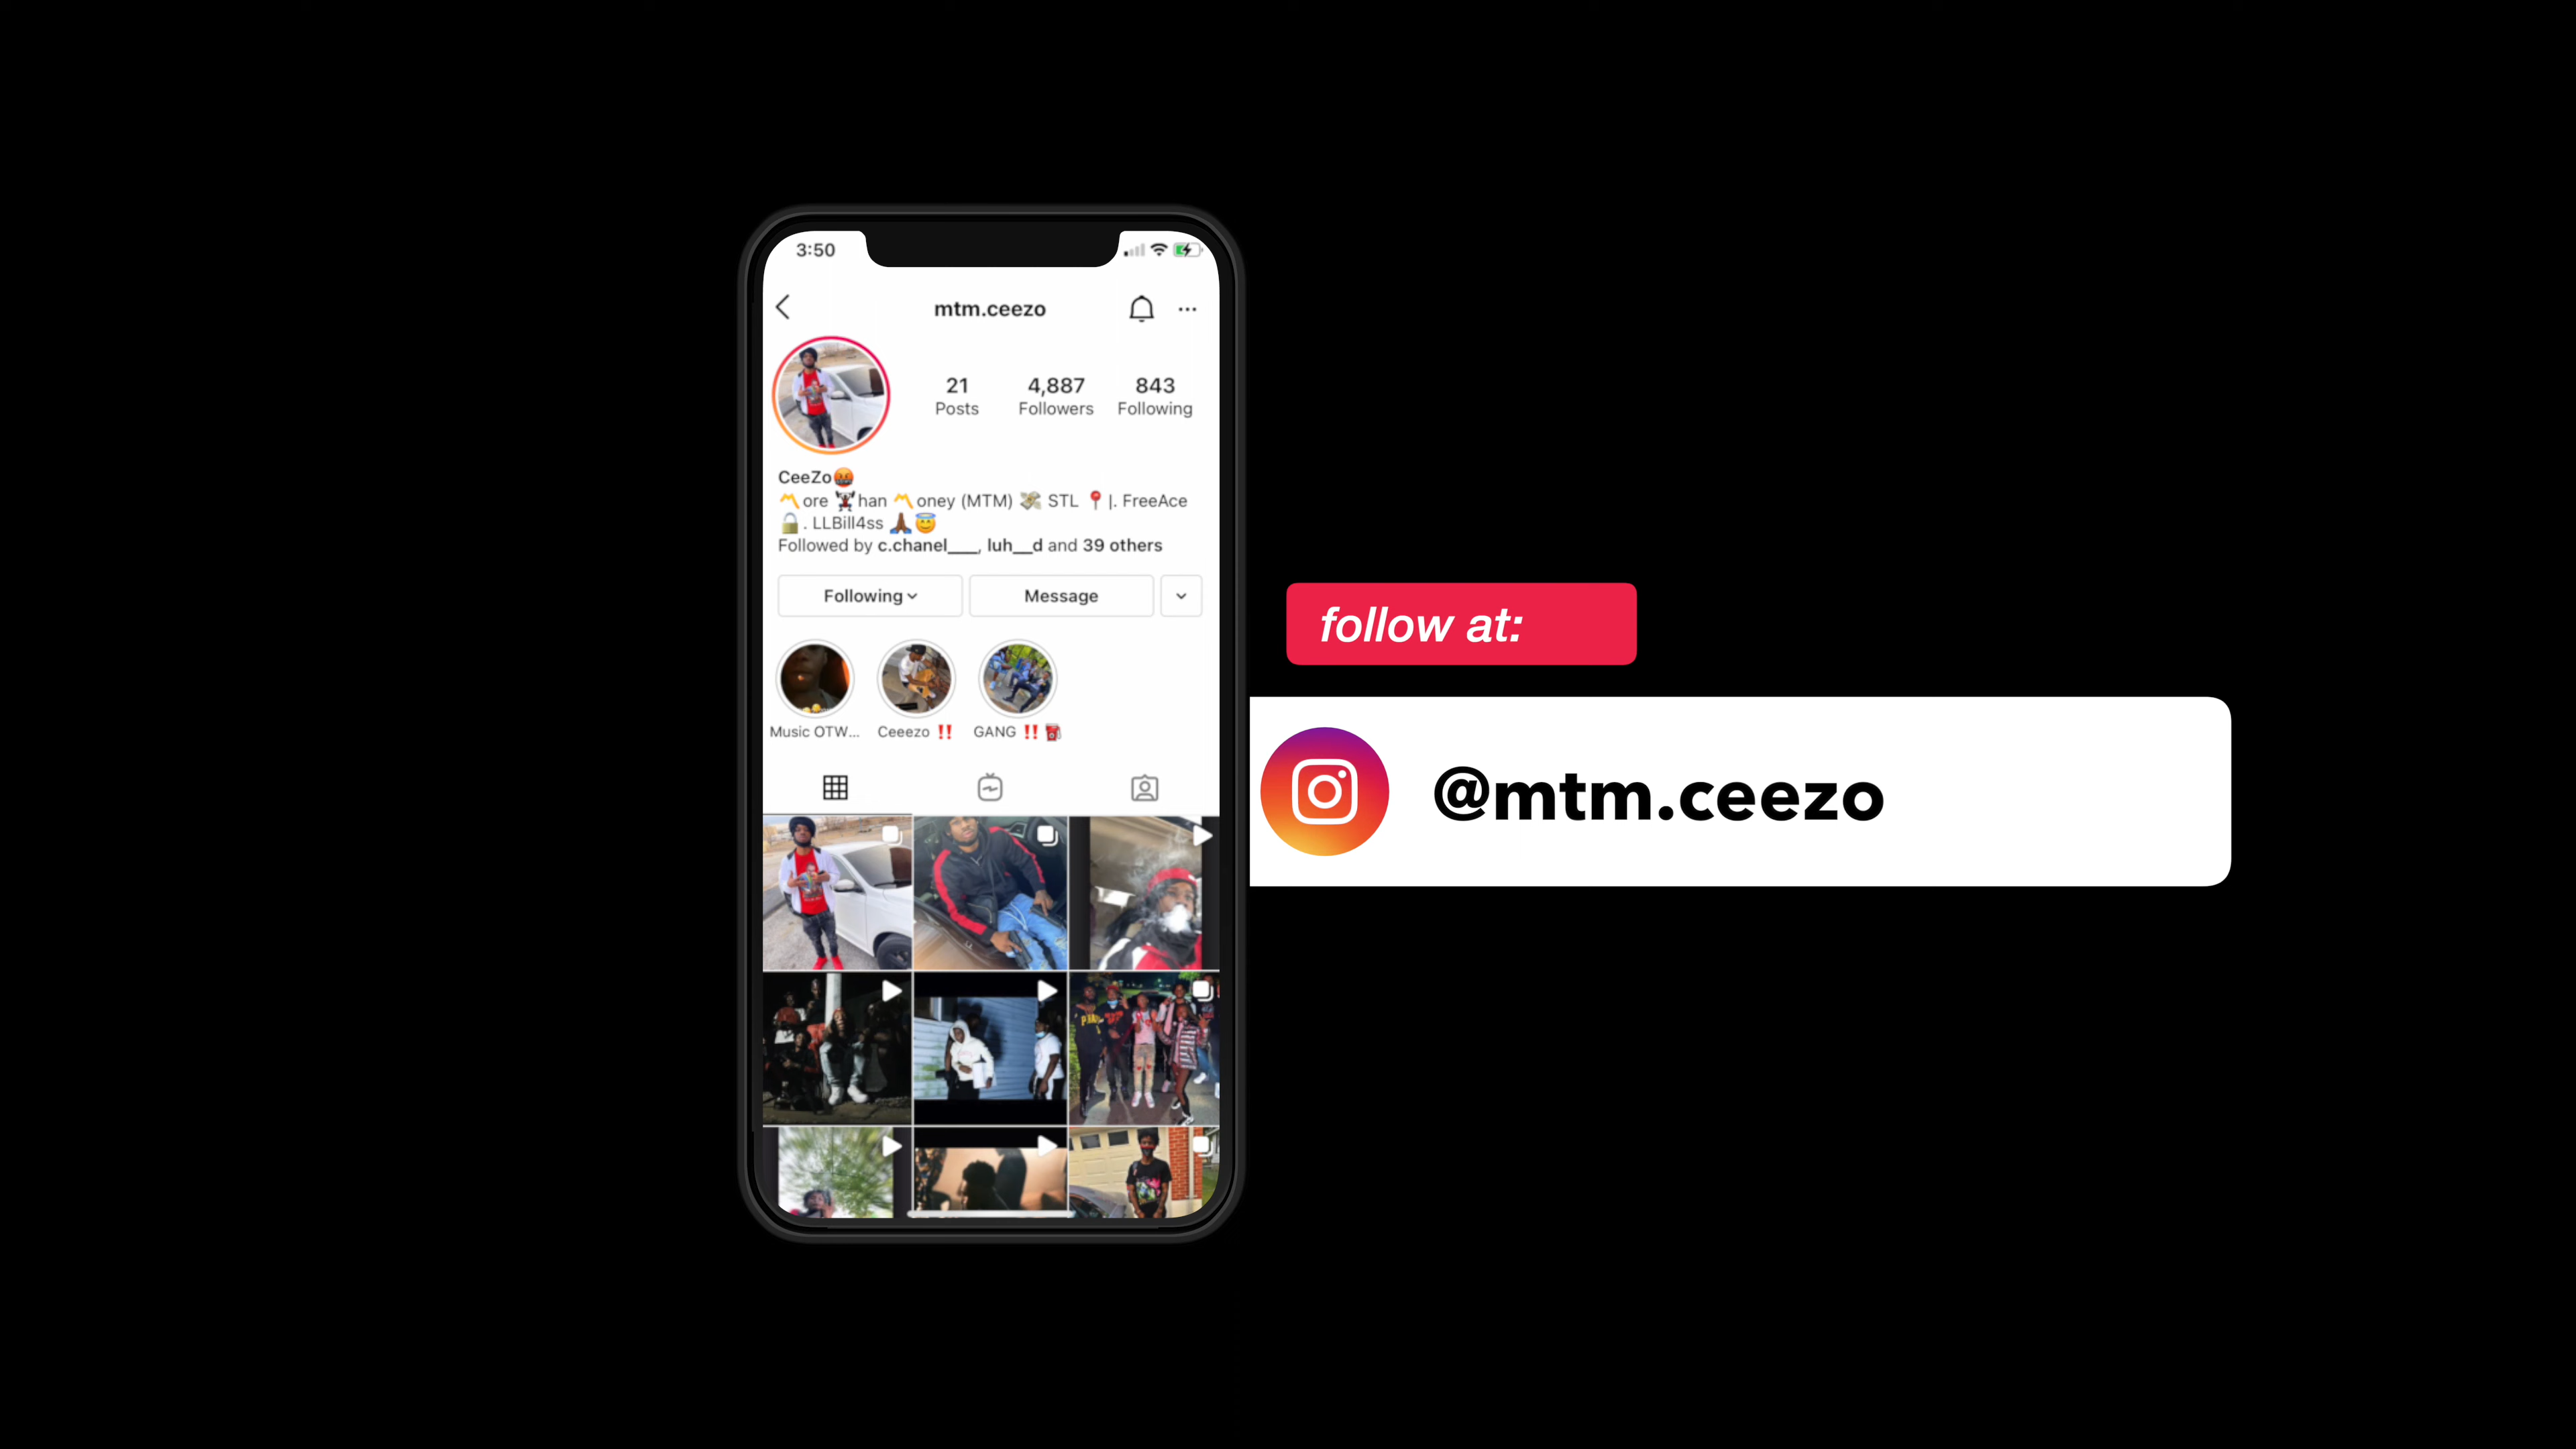 3:50
mtm.ceezo
21
4,887
843
Posts
Followers
Following
CeeZo🤬
〽️ore 🏋🏿han 〽️oney (MTM) 💸 STL 📍|. FreeAce
🔓. LLBill4ss 🙏🏾😇
Followed by c.chanel___, luh__d and 39 others
Following
Message
Music OTW...
Ceeezo ‼️
GANG ‼️ ⛽
follow at:
@mtm.ceezo